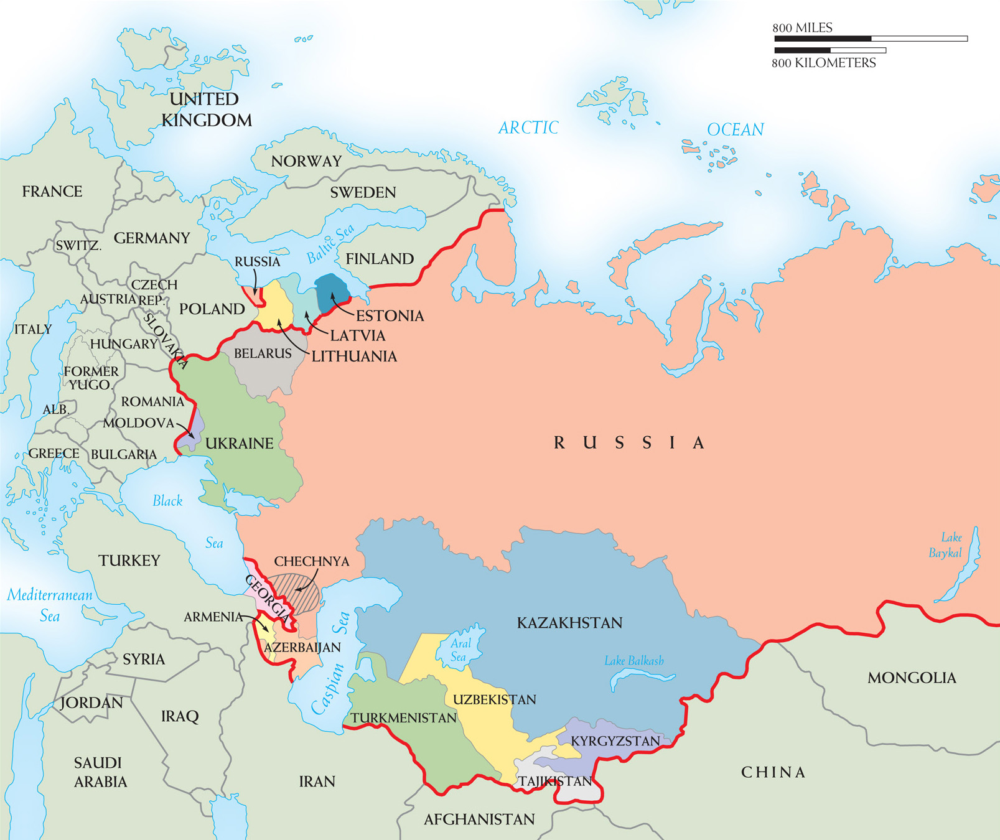 800 MILES
800 KILOMETERS
UNITED
KINGDOM
ARCTIC
OCEAN
NORWAY
SWEDEN
FRANCE
GERMANY
SWITZ.
Baltic Sea
FINLAND
RUSSIA
CZECH
REP.
AUSTRIA
POLAND
ESTONIA
LATVIA
LITHUANIA
ITALY
SLOVAKIA
HUNGARY
BELARUS
FORMER
YUGO.
ROMANIA
ALB.
MOLDOVA
GREECE
BULGARIA
UKRAINE
RUSSIA
Black
Sea
Lake
Baykal
TURKEY
CHECHNYA
GEORGIA
Mediterranean
Sea
ARMENIA
AZERBAIJAN
Caspian Sea
KAZAKHSTAN
Aral
Sea
Lake Balkash
SYRIA
MONGOLIA
JORDAN
IRAQ
UZBEKISTAN
TURKMENISTAN
KYRGYZSTAN
SAUDI
ARABIA
IRAN
TAJIKISTAN
CHINA
AFGHANISTAN